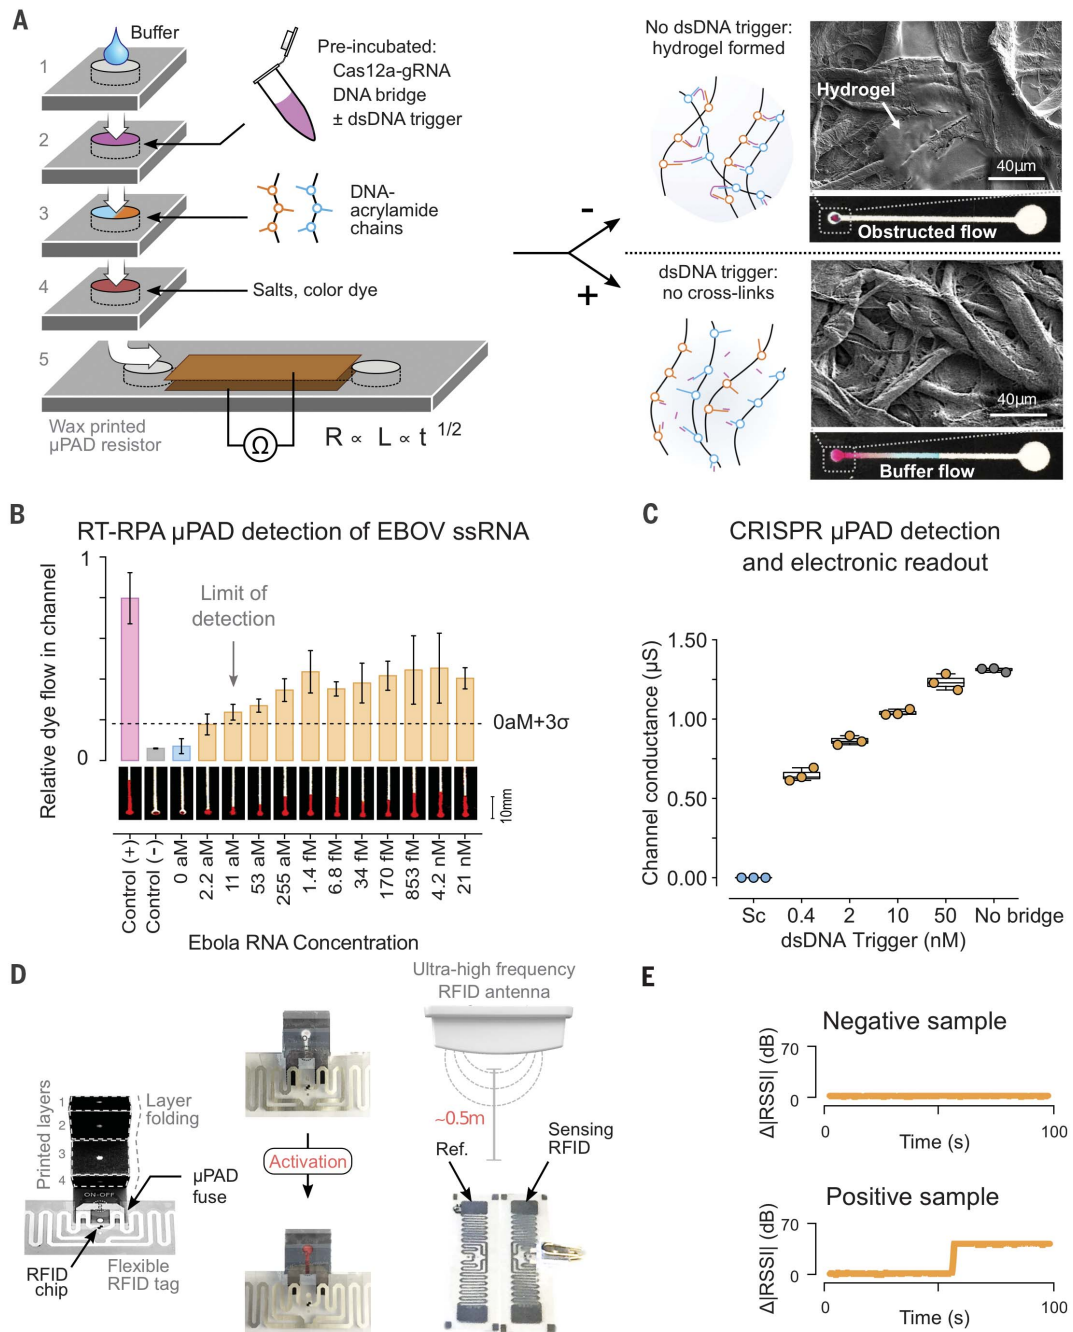 A
Buffer
1
2
3
4
5
Pre-incubated:
Cas12a-gRNA
DNA bridge
± dsDNA trigger
DNA-
acrylamide
chains
Salts, color dye
Wax printed
µPAD resistor
Ω
R ∝ L ∝ t 1/2
-
+
No dsDNA trigger:
hydrogel formed
Hydrogel
40µm
Obstructed flow
dsDNA trigger:
no cross-links
40µm
Buffer flow
B
RT-RPA µPAD detection of EBOV ssRNA
Relative dye flow in channel
1
0
Limit of
detection
0aM+3σ
10mm
Control (+)
Control (-)
0 aM
2.2 aM
11 aM
53 aM
255 aM
1.4 fM
6.8 fM
34 fM
170 fM
853 fM
4.2 nM
21 nM
Ebola RNA Concentration
C
CRISPR µPAD detection
and electronic readout
Channel conductance (µS)
1.50
1.00
0.50
0.00
Sc 0.4 2 10 50 No bridge
dsDNA Trigger (nM)
D
Printed layers
1
2
3
4
Layer
folding
ON-OFF
µPAD
fuse
RFID
chip
Flexible
RFID tag
Activation
Ultra-high frequency
RFID antenna
~0.5m
Ref.
Sensing
RFID
E
Negative sample
Δ|RSSI| (dB)
70
0
0 100
Time (s)
Positive sample
Δ|RSSI| (dB)
70
0
0 100
Time (s)